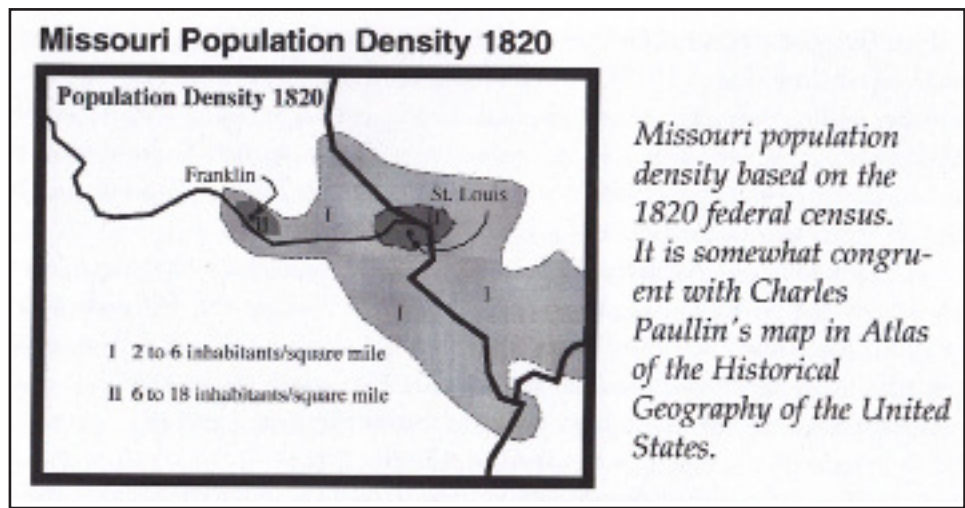 Missouri Population Density 1820
Population Density 1820
Franklin
St. Louis
II
I
II
I
I
I 2 to 6 inhabitants/square mile
II 6 to 18 inhabitants/square mile
Missouri population
density based on the
1820 federal census.
It is somewhat congru-
ent with Charles
Paullin's map in Atlas
of the Historical
Geography of the United
States.